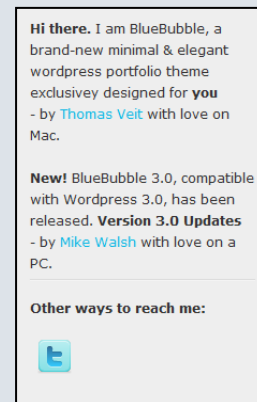 Hi there. I am BlueBubble, a
brand-new minimal & elegant
wordpress portfolio theme
exclusivey designed for you
- by Thomas Veit with love on
Mac.
New! BlueBubble 3.0, compatible
with Wordpress 3.0, has been
released. Version 3.0 Updates
- by Mike Walsh with love on a
PC.
Other ways to reach me:
t